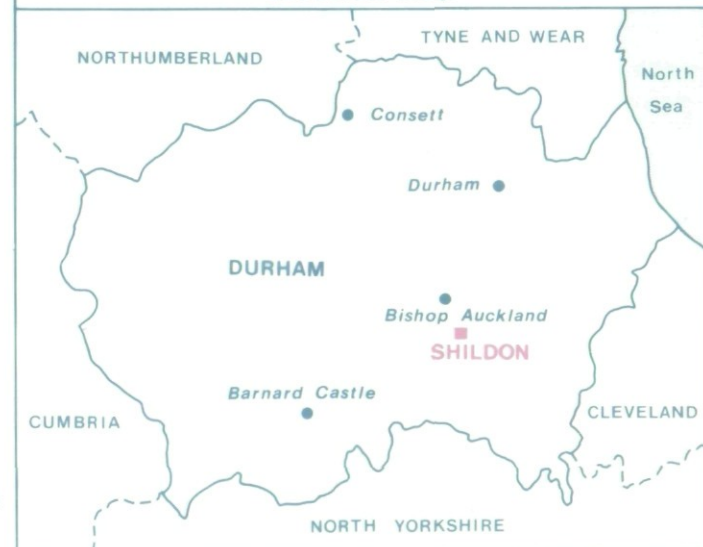 TYNE AND WEAR
NORTHUMBERLAND
North
Sea
Consett
Durham
DURHAM
Bishop Auckland
SHILDON
Barnard Castle
CLEVELAND
CUMBRIA
NORTH YORKSHIRE